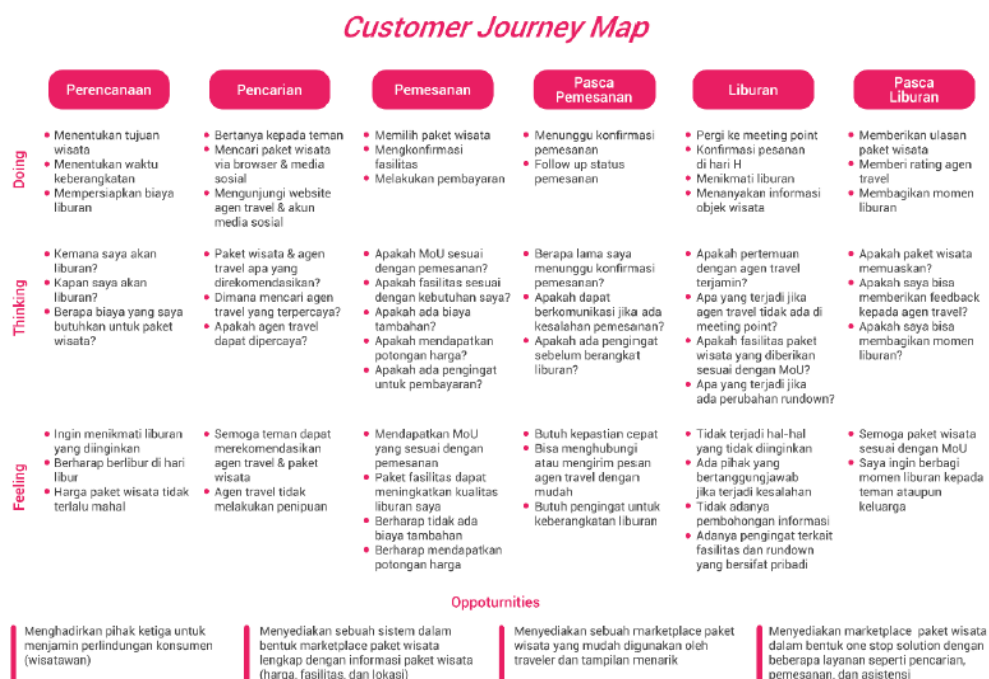 Customer Journey Map
Perencanaan
Pencarian
Pemesanan
Pasca
Pemesanan
Liburan
Pasca
Liburan
Doing
• Menentukan tujuan
wisata
• Menentukan waktu
keberangkatan
• Mempersiapkan biaya
liburan
• Bertanya kepada teman
• Mencari paket wisata
via browser & media
sosial
• Mengunjungi website
agen travel & akun
media sosial
• Memilih paket wisata
• Mengkonfirmasi
fasilitas
• Melakukan pembayaran
• Menunggu konfirmasi
pemesanan
• Follow up status
pemesanan
• Pergi ke meeting point
• Konfirmasi pesanan
di hari H
• Menikmati liburan
• Menanyakan informasi
objek wisata
• Memberikan ulasan
paket wisata
• Memberi rating agen
travel
• Membagikan momen
liburan
Thinking
• Kemana saya akan
liburan?
• Kapan saya akan
liburan?
• Berapa biaya yang saya
butuhkan untuk paket
wisata?
• Paket wisata & agen
travel apa yang
direkomendasikan?
• Dimana mencari agen
travel yang terpercaya?
• Apakah agen travel
dapat dipercaya?
• Apakah MoU sesuai
dengan pemesanan?
• Apakah fasilitas sesuai
dengan kebutuhan saya?
• Apakah ada biaya
tambahan?
• Apakah mendapatkan
potongan harga?
• Apakah ada pengingat
untuk pembayaran?
• Berapa lama saya
menunggu konfirmasi
pemesanan?
• Apakah dapat
berkomunikasi jika ada
kesalahan pemesanan?
• Apakah ada pengingat
sebelum berangkat
liburan?
• Apakah pertemuan
dengan agen travel
terjamin?
• Apa yang terjadi jika
agen travel tidak ada di
meeting point?
• Apakah fasilitas paket
wisata yang diberikan
sesuai dengan MoU?
• Apa yang terjadi jika
ada perubahan rundown?
• Apakah paket wisata
memuaskan?
• Apakah saya bisa
memberikan feedback
kepada agen travel?
• Apakah saya bisa
membagikan momen
liburan?
Feeling
• Ingin menikmati liburan
yang diinginkan
• Berharap berlibur di hari
libur
• Harga paket wisata tidak
terlalu mahal
• Semoga teman dapat
merekomendasikan
agen travel & paket
wisata
• Agen travel tidak
melakukan penipuan
• Mendapatkan MoU
yang sesuai dengan
pemesanan
• Paket fasilitas dapat
meningkatkan kualitas
liburan saya
• Berharap tidak ada
biaya tambahan
• Berharap mendapatkan
potongan harga
• Butuh kepastian cepat
• Bisa menghubungi
atau mengirim pesan
agen travel dengan
mudah
• Butuh pengingat untuk
keberangkatan liburan
• Tidak terjadi hal-hal
yang tidak diinginkan
• Ada pihak yang
bertanggungjawab
jika terjadi kesalahan
• Tidak adanya
pembohongan informasi
• Adanya pengingat terkait
fasilitas dan rundown
yang bersifat pribadi
• Semoga paket wisata
sesuai dengan MoU
• Saya ingin berbagi
momen liburan kepada
teman ataupun
keluarga
Oppoturnities
Menghadirkan pihak ketiga untuk
menjamin perlindungan konsumen
(wisatawan)
Menyediakan sebuah sistem dalam
bentuk marketplace paket wisata
lengkap dengan informasi paket wisata
(harga, fasilitas, dan lokasi)
Menyediakan sebuah marketplace paket
wisata yang mudah digunakan oleh
traveler dan tampilan menarik
Menyediakan marketplace paket wisata
dalam bentuk one stop solution dengan
beberapa layanan seperti pencarian,
pemesanan, dan asistensi